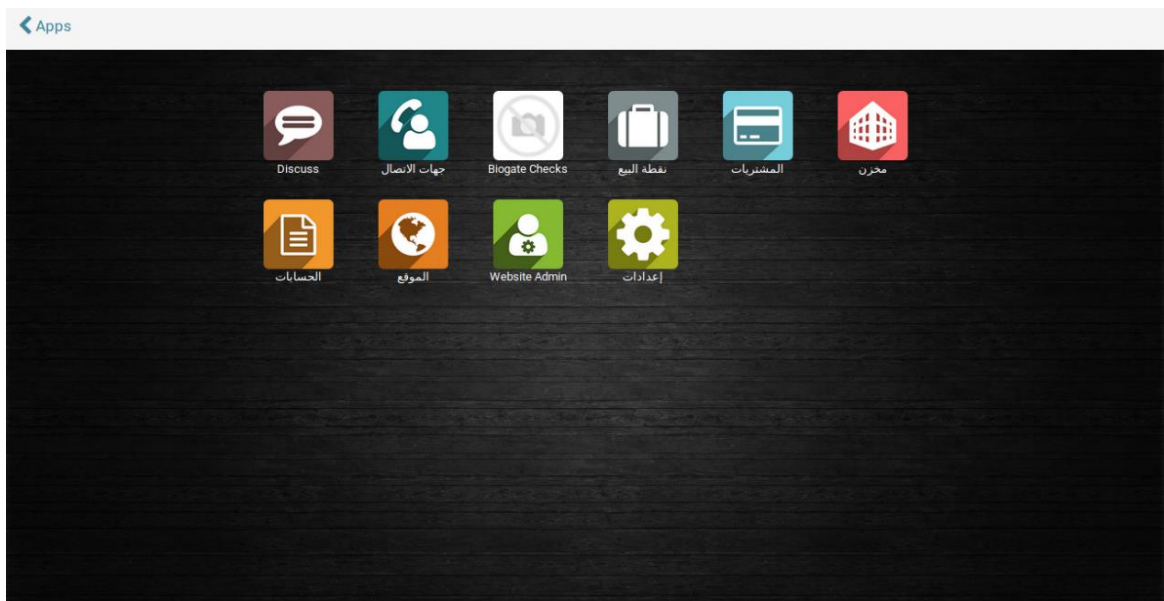 Apps
Discuss
جهات الاتصال
Biogate Checks
نقطة البيع
المشتريات
مخزن
الحسابات
الموقع
Website Admin
إعدادات